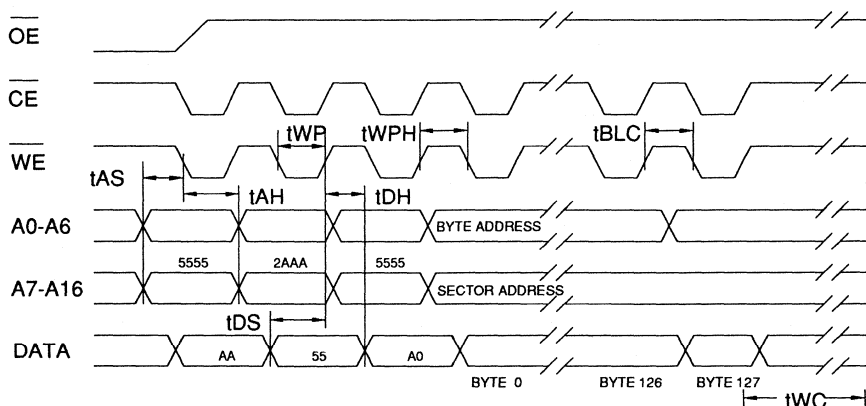 OE
CE
tWP tWPH tBLC
WE
tAS
tAH tDH
A0-A6 BYTE ADDRESS
5555 2AAA 5555
A7-A16 SECTOR ADDRESS
tDS
DATA AA 55 A0
BYTE 0 BYTE 126 BYTE 127
tWC